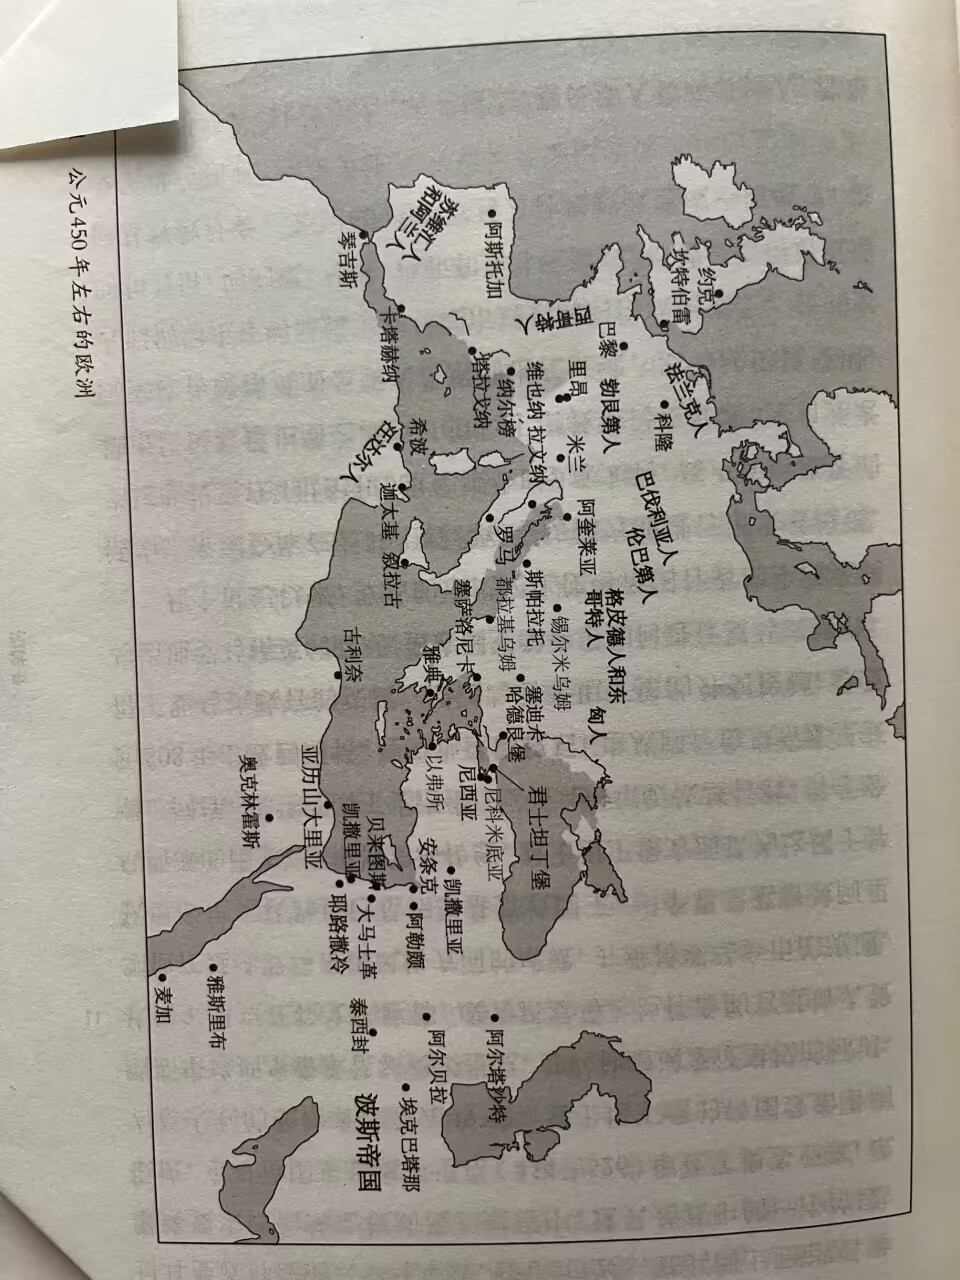 约克
坎特伯雷
法兰克人
科隆
巴伐利亚人
伦巴第人
巴黎
勃艮第人
格皮德人和东
哥特人
匈人
西哥特人
里昂
米兰
阿奎莱亚
锡尔米乌姆
维也纳
拉文纳
斯帕拉托
塞迪卡
君士坦丁堡
哈德良堡
阿斯托加
纳尔榜
罗马
都拉基乌姆
尼科米底亚
阿尔塔沙特
塔拉戈纳
塞萨洛尼卡
尼西亚
凯撒里亚
苏维汇人
和阿兰人
雅典
以弗所
安条克
阿勒颇
阿尔贝拉
埃克巴塔那
希波
卡塔赫纳
汪达尔人
迦太基
叙拉古
贝来图斯
大马士革
泰西封
波斯帝国
琴吉斯
古利奈
凯撒里亚
耶路撒冷
亚历山大里亚
奥克林霍斯
雅斯里布
麦加
公元450年左右的欧洲